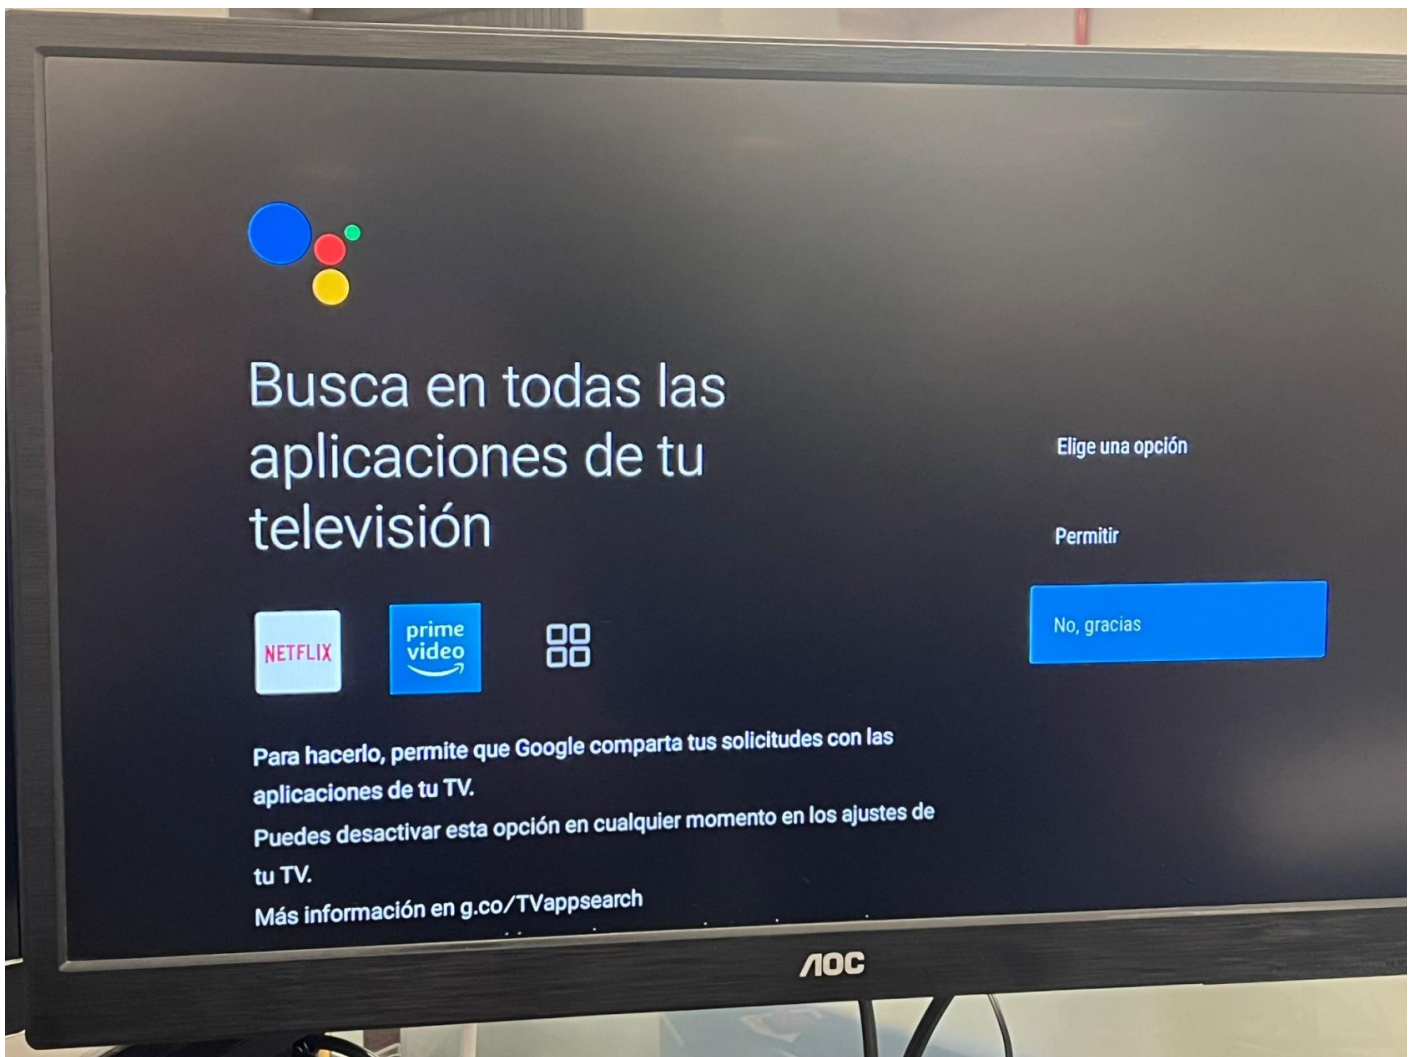 Busca en todas las
aplicaciones de tu
televisión
NETFLIX
prime
video
Para hacerlo, permite que Google comparta tus solicitudes con las
aplicaciones de tu TV.
Puedes desactivar esta opción en cualquier momento en los ajustes de
tu TV.
Más información en g.co/TVappsearch
Elige una opción
Permitir
No, gracias
AOC